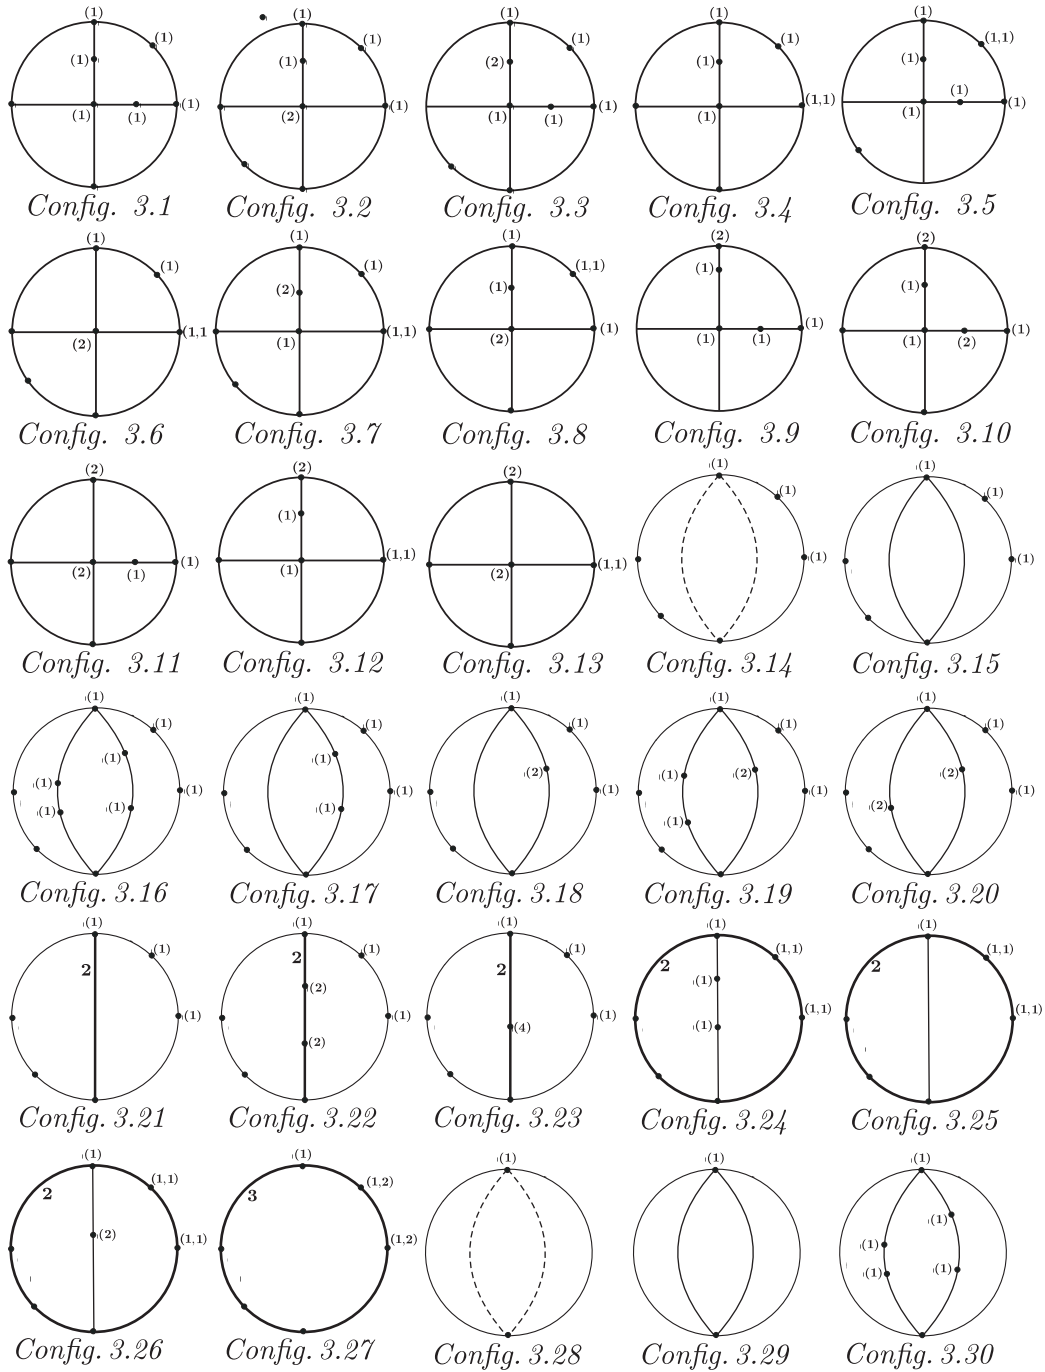 (1) (1) (1) (1) (1) (1)
Config. 3.1
(1) (1) (1) (1) (2)
Config. 3.2
(1) (1) (2) (1) (1) (1)
Config. 3.3
(1) (1) (1) (1,1) (1)
Config. 3.4
(1) (1,1) (1) (1) (1) (1)
Config. 3.5
(1) (1) (1,1 (2)
Config. 3.6
(1) (1) (2) (1,1) (1)
Config. 3.7
(1) (1,1) (1) (1) (2)
Config. 3.8
(2) (1) (1) (1) (1)
Config. 3.9
(2) (1) (1) (1) (2)
Config. 3.10
(2) (1) (2) (1)
Config. 3.11
(2) (1) (1,1) (1)
Config. 3.12
(2) (1,1) (2)
Config. 3.13
(1) (1) (1)
Config. 3.14
(1) (1) (1)
Config. 3.15
(1) (1) (1) (1) (1) (1) (1)
Config. 3.16
(1) (1) (1) (1) (1)
Config. 3.17
(1) (1) (2) (1)
Config. 3.18
(1) (1) (1) (2) (1) (1)
Config. 3.19
(1) (1) (2) (1) (2)
Config. 3.20
(1) (1) 2 (1)
Config. 3.21
(1) (1) 2 (2) (1) (2)
Config. 3.22
(1) (1) 2 (1) (4)
Config. 3.23
(1) (1,1) 2 (1) (1,1) (1)
Config. 3.24
(1) (1,1) 2 (1,1)
Config. 3.25
(1) (1,1) 2 (2) (1,1)
Config. 3.26
(1) (1,2) 3 (1,2)
Config. 3.27
(1)
Config. 3.28
(1)
Config. 3.29
(1) (1) (1) (1) (1)
Config. 3.30